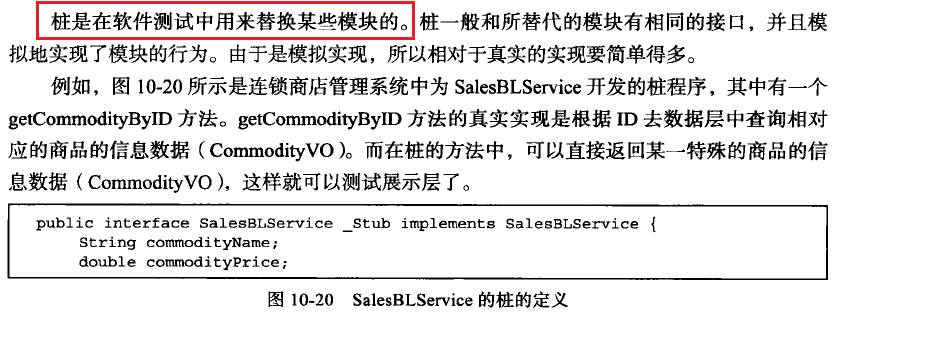 桩是在软件测试中用来替换某些模块的。桩一般和所替代的模块有相同的接口，并且模
拟地实现了模块的行为。由于是模拟实现，所以相对于真实的实现要简单得多。
例如，图 10-20 所示是连锁商店管理系统中为 SalesBLService 开发的桩程序，其中有一个
getCommodityByID 方法。getCommodityByID 方法的真实实现是根据 ID 去数据层中查询相对
应的商品的信息数据（CommodityVO）。而在桩的方法中，可以直接返回某一特殊的商品的信
息数据（CommodityVO），这样就可以测试展示层了。
public interface SalesBLService _Stub implements SalesBLService {
String commodityName;
double commodityPrice;
图 10-20 SalesBLService 的桩的定义